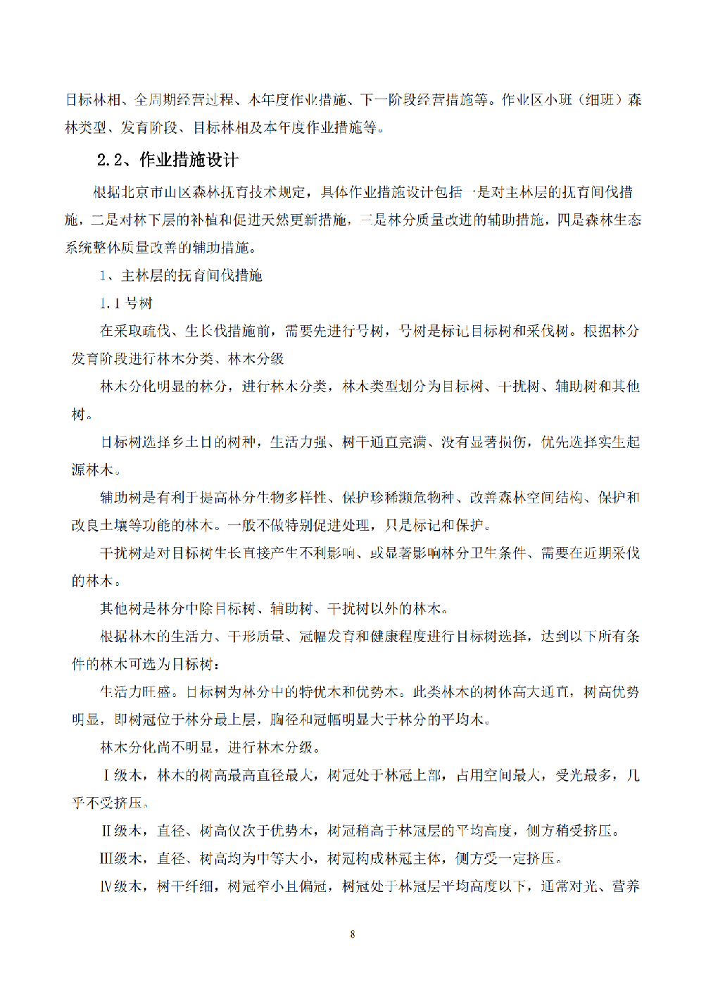 目标林相、全周期经营过程、本年度作业措施、下一阶段经营措施等。作业区小班（细班）森
林类型、发育阶段、目标林相及本年度作业措施等。
2.2、作业措施设计
根据北京市山区森林抚育技术规定，具体作业措施设计包括一是对主林层的抚育间伐措
施，二是对林下层的补植和促进天然更新措施，三是林分质量改进的辅助措施，四是森林生态
系统整体质量改善的辅助措施。
1、主林层的抚育间伐措施
1.1 号树
在采取疏伐、生长伐措施前，需要先进行号树，号树是标记目标树和采伐树。根据林分
发育阶段进行林木分类、林木分级
林木分化明显的林分，进行林木分类，林木类型划分为目标树、干扰树、辅助树和其他
树。
目标树选择乡土目的树种，生活力强、树干通直完满、没有显著损伤，优先选择实生起
源林木。
辅助树是有利于提高林分生物多样性、保护珍稀濒危物种、改善森林空间结构、保护和
改良土壤等功能的林木。一般不做特别促进处理，只是标记和保护。
干扰树是对目标树生长直接产生不利影响、或显著影响林分卫生条件、需要在近期采伐
的林木。
其他树是林分中除目标树、辅助树、干扰树以外的林木。
根据林木的生活力、干形质量、冠幅发育和健康程度进行目标树选择，达到以下所有条
件的林木可选为目标树：
生活力旺盛。目标树为林分中的特优木和优势木。此类林木的树体高大通直，树高优势
明显，即树冠位于林分最上层，胸径和冠幅明显大于林分的平均木。
林木分化尚不明显，进行林木分级。
Ⅰ级木，林木的树高最高直径最大，树冠处于林冠上部，占用空间最大，受光最多，几
乎不受挤压。
Ⅱ级木，直径、树高仅次于优势木，树冠稍高于林冠层的平均高度，侧方稍受挤压。
Ⅲ级木，直径、树高均为中等大小，树冠构成林冠主体，侧方受一定挤压。
Ⅳ级木，树干纤细，树冠窄小且偏冠，树冠处于林冠层平均高度以下，通常对光、营养
8